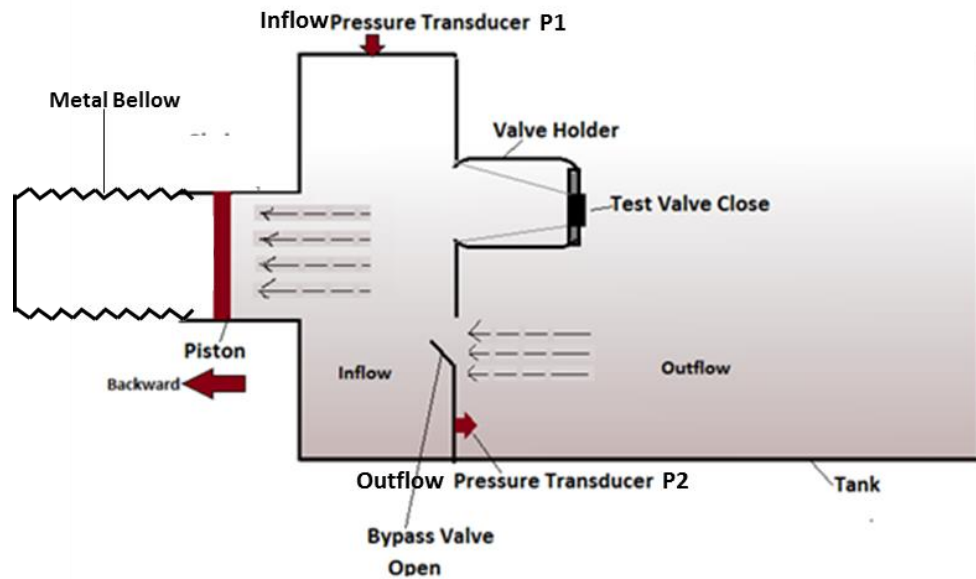 Inflow Pressure Transducer P1
Metal Bellow
Valve Holder
Test Valve Close
Piston
Backward
Inflow
Outflow
Outflow Pressure Transducer P2
Tank
Bypass Valve
Open